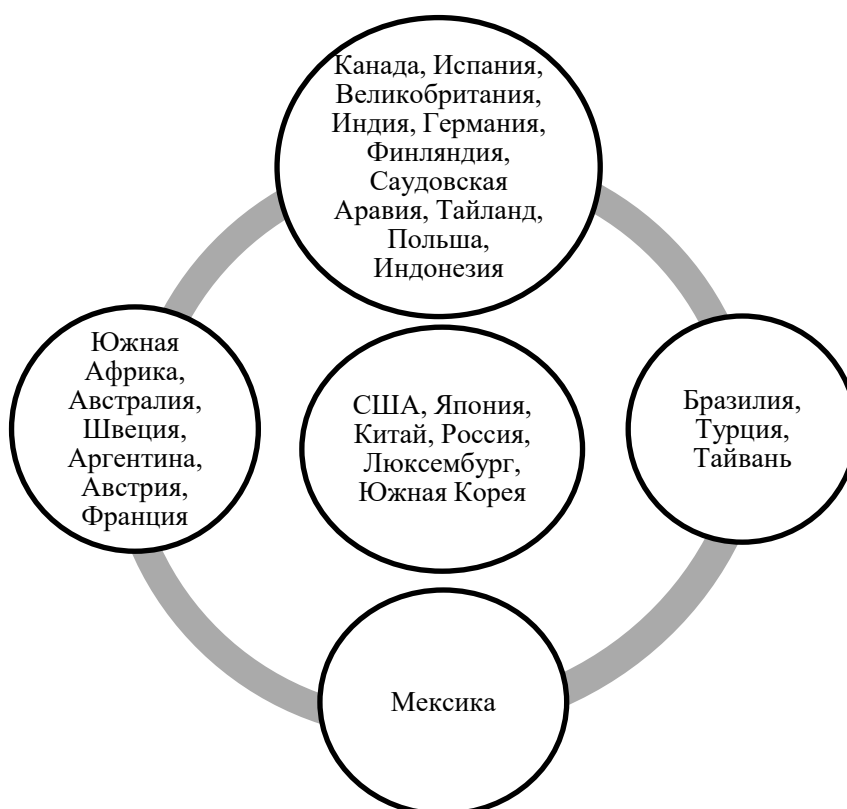 Канада, Испания,
Великобритания,
Индия, Германия,
Финляндия,
Саудовская
Аравия, Тайланд,
Польша,
Индонезия
Южная
Африка,
Австралия,
Швеция,
Аргентина,
Австрия,
Франция
США, Япония,
Китай, Россия,
Люксембург,
Южная Корея
Бразилия,
Турция,
Тайвань
Мексика